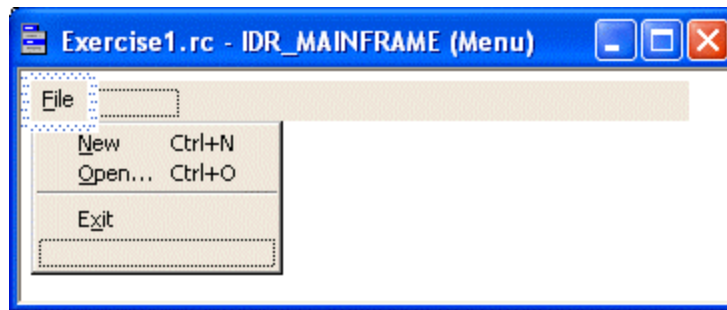 Exercise1.rc - IDR_MAINFRAME (Menu)
File
New Ctrl+N
Open... Ctrl+O
Exit